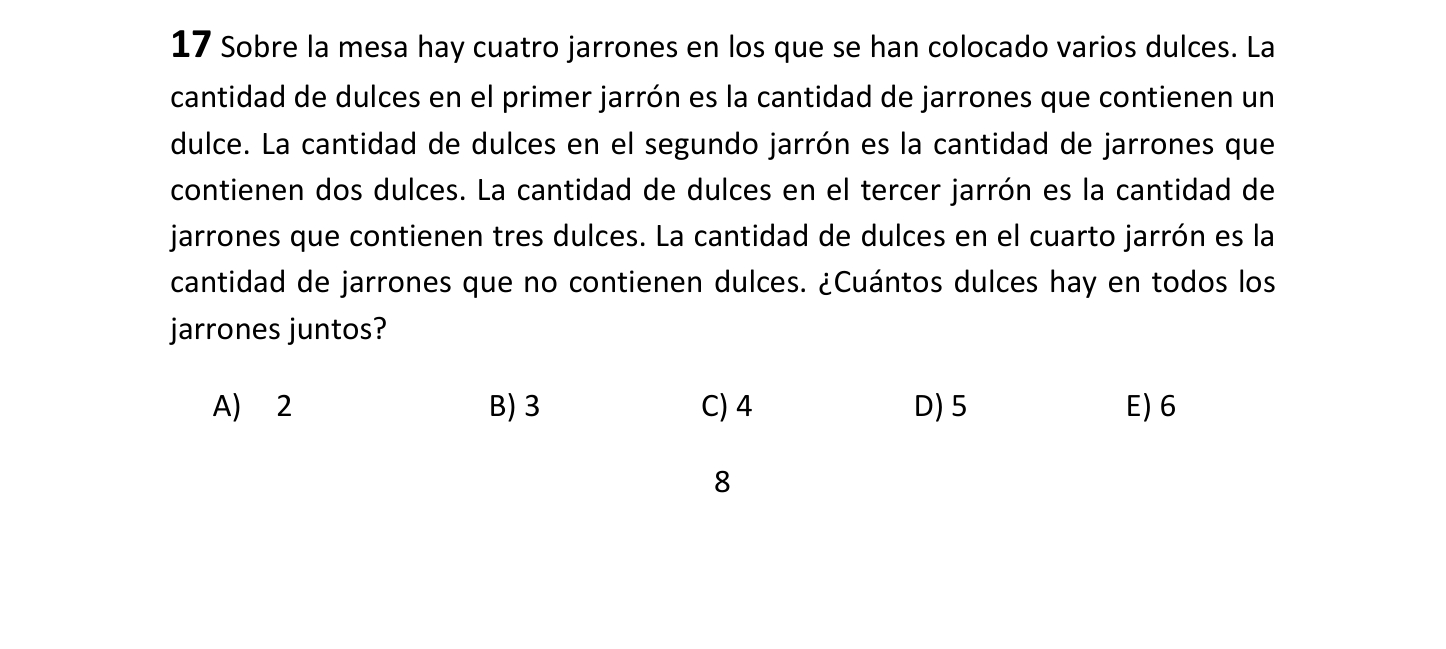 17 Sobre la mesa hay cuatro jarrones en los que se han colocado varios dulces. La
cantidad de dulces en el primer jarrón es la cantidad de jarrones que contienen un
dulce. La cantidad de dulces en el segundo jarrón es la cantidad de jarrones que
contienen dos dulces. La cantidad de dulces en el tercer jarrón es la cantidad de
jarrones que contienen tres dulces. La cantidad de dulces en el cuarto jarrón es la
cantidad de jarrones que no contienen dulces. ¿Cuántos dulces hay en todos los
jarrones juntos?
A) 2 B) 3 C) 4 D) 5 E) 6
8